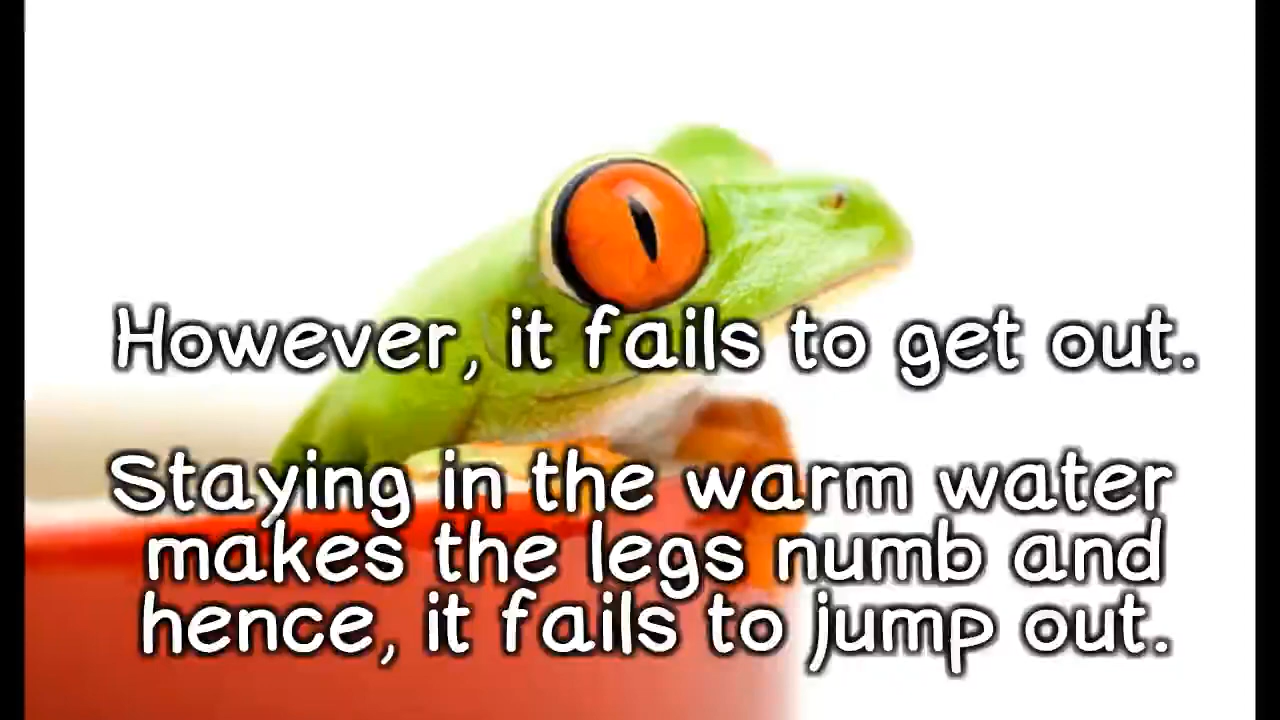 However, it fails to get out.
Staying in the warm water
makes the legs numb and
hence, it fails to jump out.